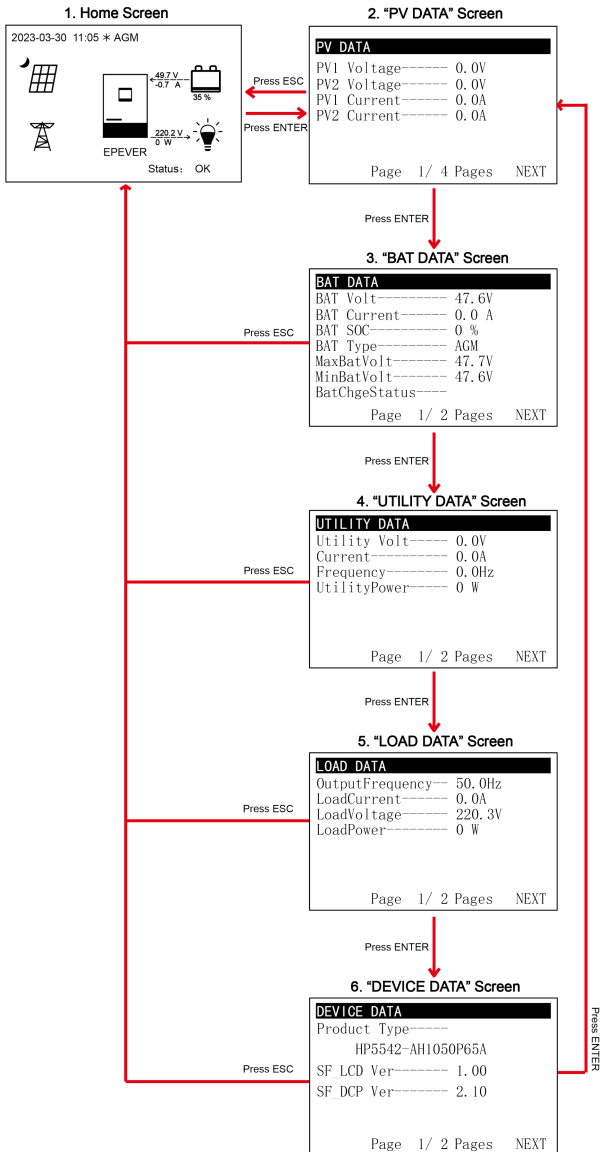 1. Home Screen
2023-03-30 11:05 ＊ AGM
49.7 V
-0.7 A
35 %
220.2 V
0 W
EPEVER
Status： OK
Press ESC
Press ENTER
2. “PV DATA” Screen
PV DATA
PV1 Voltage------ 0.0V
PV2 Voltage------ 0.0V
PV1 Current------ 0.0A
PV2 Current------ 0.0A
Page 1/ 4 Pages NEXT
Press ENTER
3. “BAT DATA” Screen
BAT DATA
BAT Volt--------- 47.6V
BAT Current------ 0.0 A
BAT SOC---------- 0 %
BAT Type--------- AGM
MaxBatVolt------- 47.7V
MinBatVolt------- 47.6V
BatChgeStatus----
Page 1/ 2 Pages NEXT
Press ESC
Press ENTER
4. “UTILITY DATA” Screen
UTILITY DATA
Utility Volt----- 0.0V
Current---------- 0.0A
Frequency-------- 0.0Hz
UtilityPower----- 0 W
Page 1/ 2 Pages NEXT
Press ESC
Press ENTER
5. “LOAD DATA” Screen
LOAD DATA
OutputFrequency-- 50.0Hz
LoadCurrent------ 0.0A
LoadVoltage------ 220.3V
LoadPower-------- 0 W
Page 1/ 2 Pages NEXT
Press ESC
Press ENTER
6. “DEVICE DATA” Screen
DEVICE DATA
Product Type-----
HP5542-AH1050P65A
SF_LCD Ver------- 1.00
SF_DCP Ver------- 2.10
Page 1/ 2 Pages NEXT
Press ESC
Press ENTER